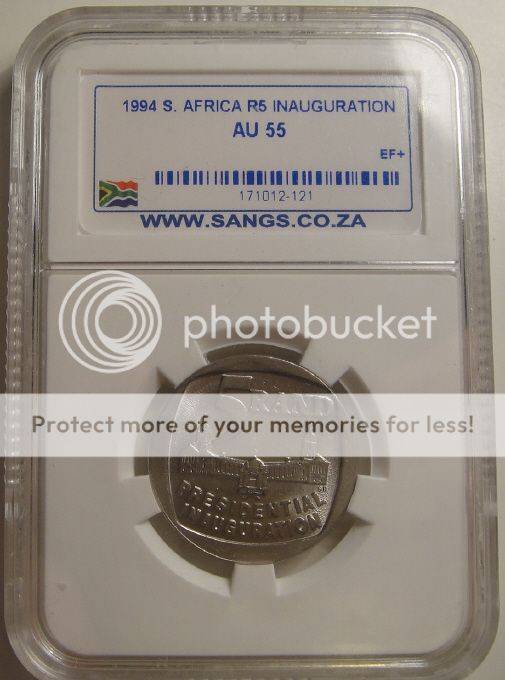 1994 S. AFRICA R5 INAUGURATION
AU 55
EF+
171012-121
WWW.SANGS.CO.ZA
photobucket
Protect more of your memories for less!
5 RAND
PRESIDENTIAL
INAUGURATION